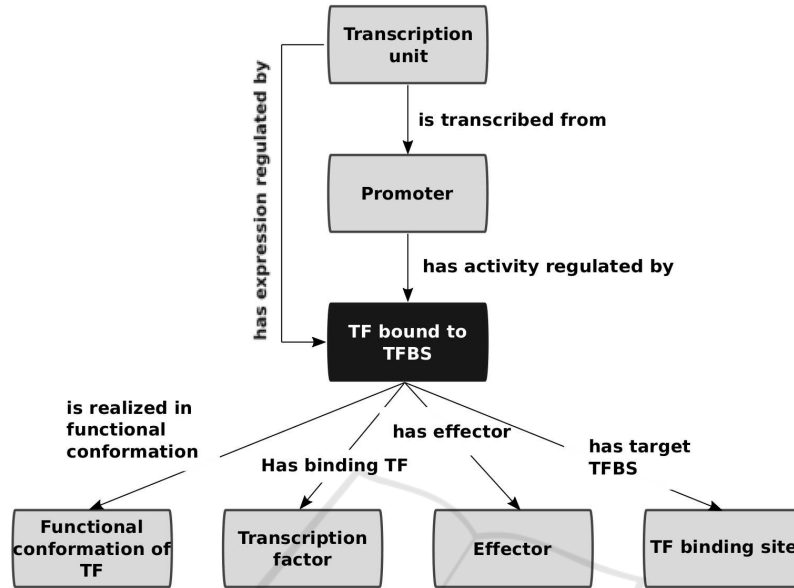 Transcription
unit
has expression regulated by
is transcribed from
Promoter
has activity regulated by
TF bound to
TFBS
is realized in
functional
conformation
Has binding TF
has effector
has target
TFBS
Functional
conformation of
TF
Transcription
factor
Effector
TF binding site